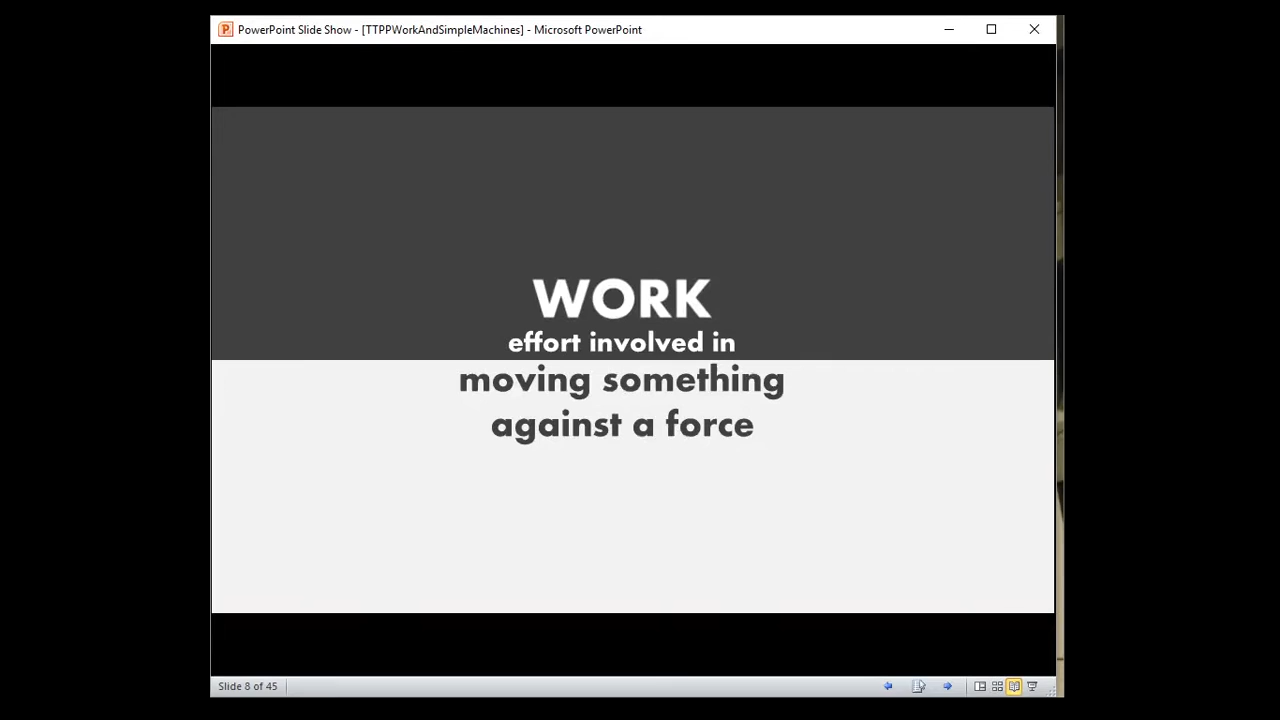 PowerPoint Slide Show - [TTPPWorkAndSimpleMachines] - Microsoft PowerPoint
WORK
effort involved in
moving something
against a force
Slide 8 of 45